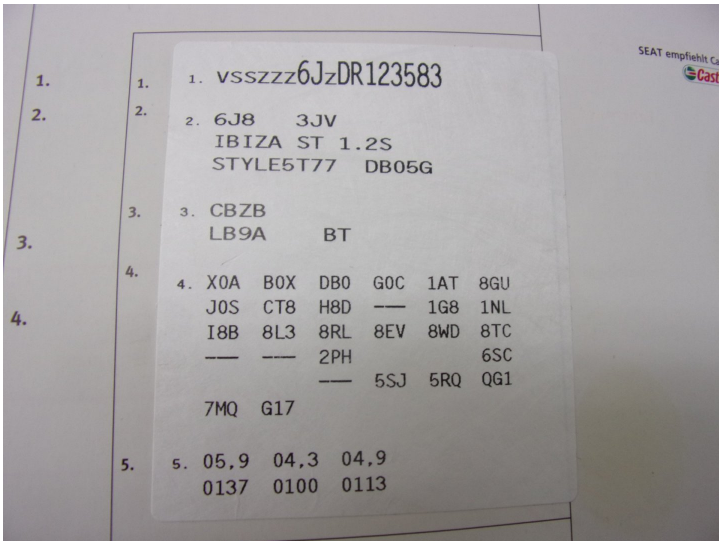 SEAT empfiehlt
Cast
1. 1. 1. VSSZZZ6JZDR123583
2. 2. 2. 6J8 3JV
IBIZA ST 1.2S
STYLE5T77 DB05G
3. 3. 3. CBZB
LB9A BT
4. 4. 4. X0A B0X DB0 G0C 1AT 8GU
J0S CT8 H8D --- 1G8 1NL
I8B 8L3 8RL 8EV 8WD 8TC
--- --- 2PH 6SC
--- 5SJ 5RQ QG1
7MQ G17
5. 5. 05,9 04,3 04,9
0137 0100 0113